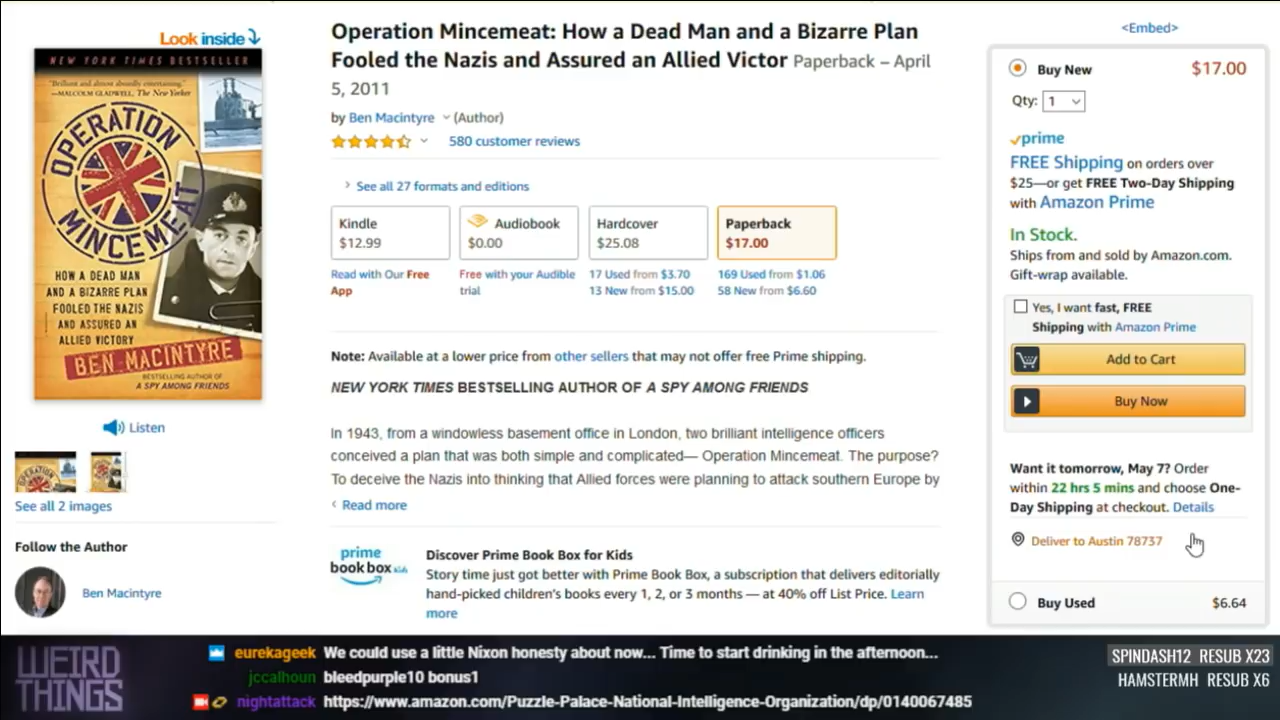 Look inside
NEW YORK TIMES BESTSELLER
"Brilliant and almost absurdly entertaining."
—MALCOLM GLADWELL, The New Yorker
OPERATION
MINCEMEAT
HOW A DEAD MAN
AND A BIZARRE PLAN
FOOLED THE NAZIS
AND ASSURED AN
ALLIED VICTORY
BEN MACINTYRE
BESTSELLING AUTHOR OF
A SPY AMONG FRIENDS
Listen
See all 2 images
Follow the Author
Ben Macintyre
Operation Mincemeat: How a Dead Man and a Bizarre Plan
Fooled the Nazis and Assured an Allied Victor Paperback – April
5, 2011
by Ben Macintyre (Author)
580 customer reviews
See all 27 formats and editions
Kindle
$12.99
Read with Our Free
App
Audiobook
$0.00
Free with your Audible
trial
Hardcover
$25.08
17 Used from $3.70
13 New from $15.00
Paperback
$17.00
169 Used from $1.06
58 New from $6.60
Note: Available at a lower price from other sellers that may not offer free Prime shipping.
NEW YORK TIMES BESTSELLING AUTHOR OF A SPY AMONG FRIENDS
In 1943, from a windowless basement office in London, two brilliant intelligence officers
conceived a plan that was both simple and complicated— Operation Mincemeat. The purpose?
To deceive the Nazis into thinking that Allied forces were planning to attack southern Europe by
Read more
prime
book box kids
Discover Prime Book Box for Kids
Story time just got better with Prime Book Box, a subscription that delivers editorially
hand-picked children's books every 1, 2, or 3 months — at 40% off List Price. Learn
more
<Embed>
Buy New $17.00
Qty: 1
prime
FREE Shipping on orders over
$25—or get FREE Two-Day Shipping
with Amazon Prime
In Stock.
Ships from and sold by Amazon.com.
Gift-wrap available.
Yes, I want fast, FREE
Shipping with Amazon Prime
Add to Cart
Buy Now
Want it tomorrow, May 7? Order
within 22 hrs 5 mins and choose One-
Day Shipping at checkout. Details
Deliver to Austin 78737
Buy Used $6.64
WEIRD
THINGS
eurekageek We could use a little Nixon honesty about now... Time to start drinking in the afternoon...
jccalhoun bleedpurple10 bonus1
nightattack https://www.amazon.com/Puzzle-Palace-National-Intelligence-Organization/dp/0140067485
SPINDASH12 RESUB X23
HAMSTERMH RESUB X6